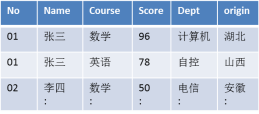 No Name Course Score Dept origin
01 张三 数学 96 计算机 湖北
01 张三 英语 78 自控 山西
02 李四 数学 50 电信 安徽
: : : : :